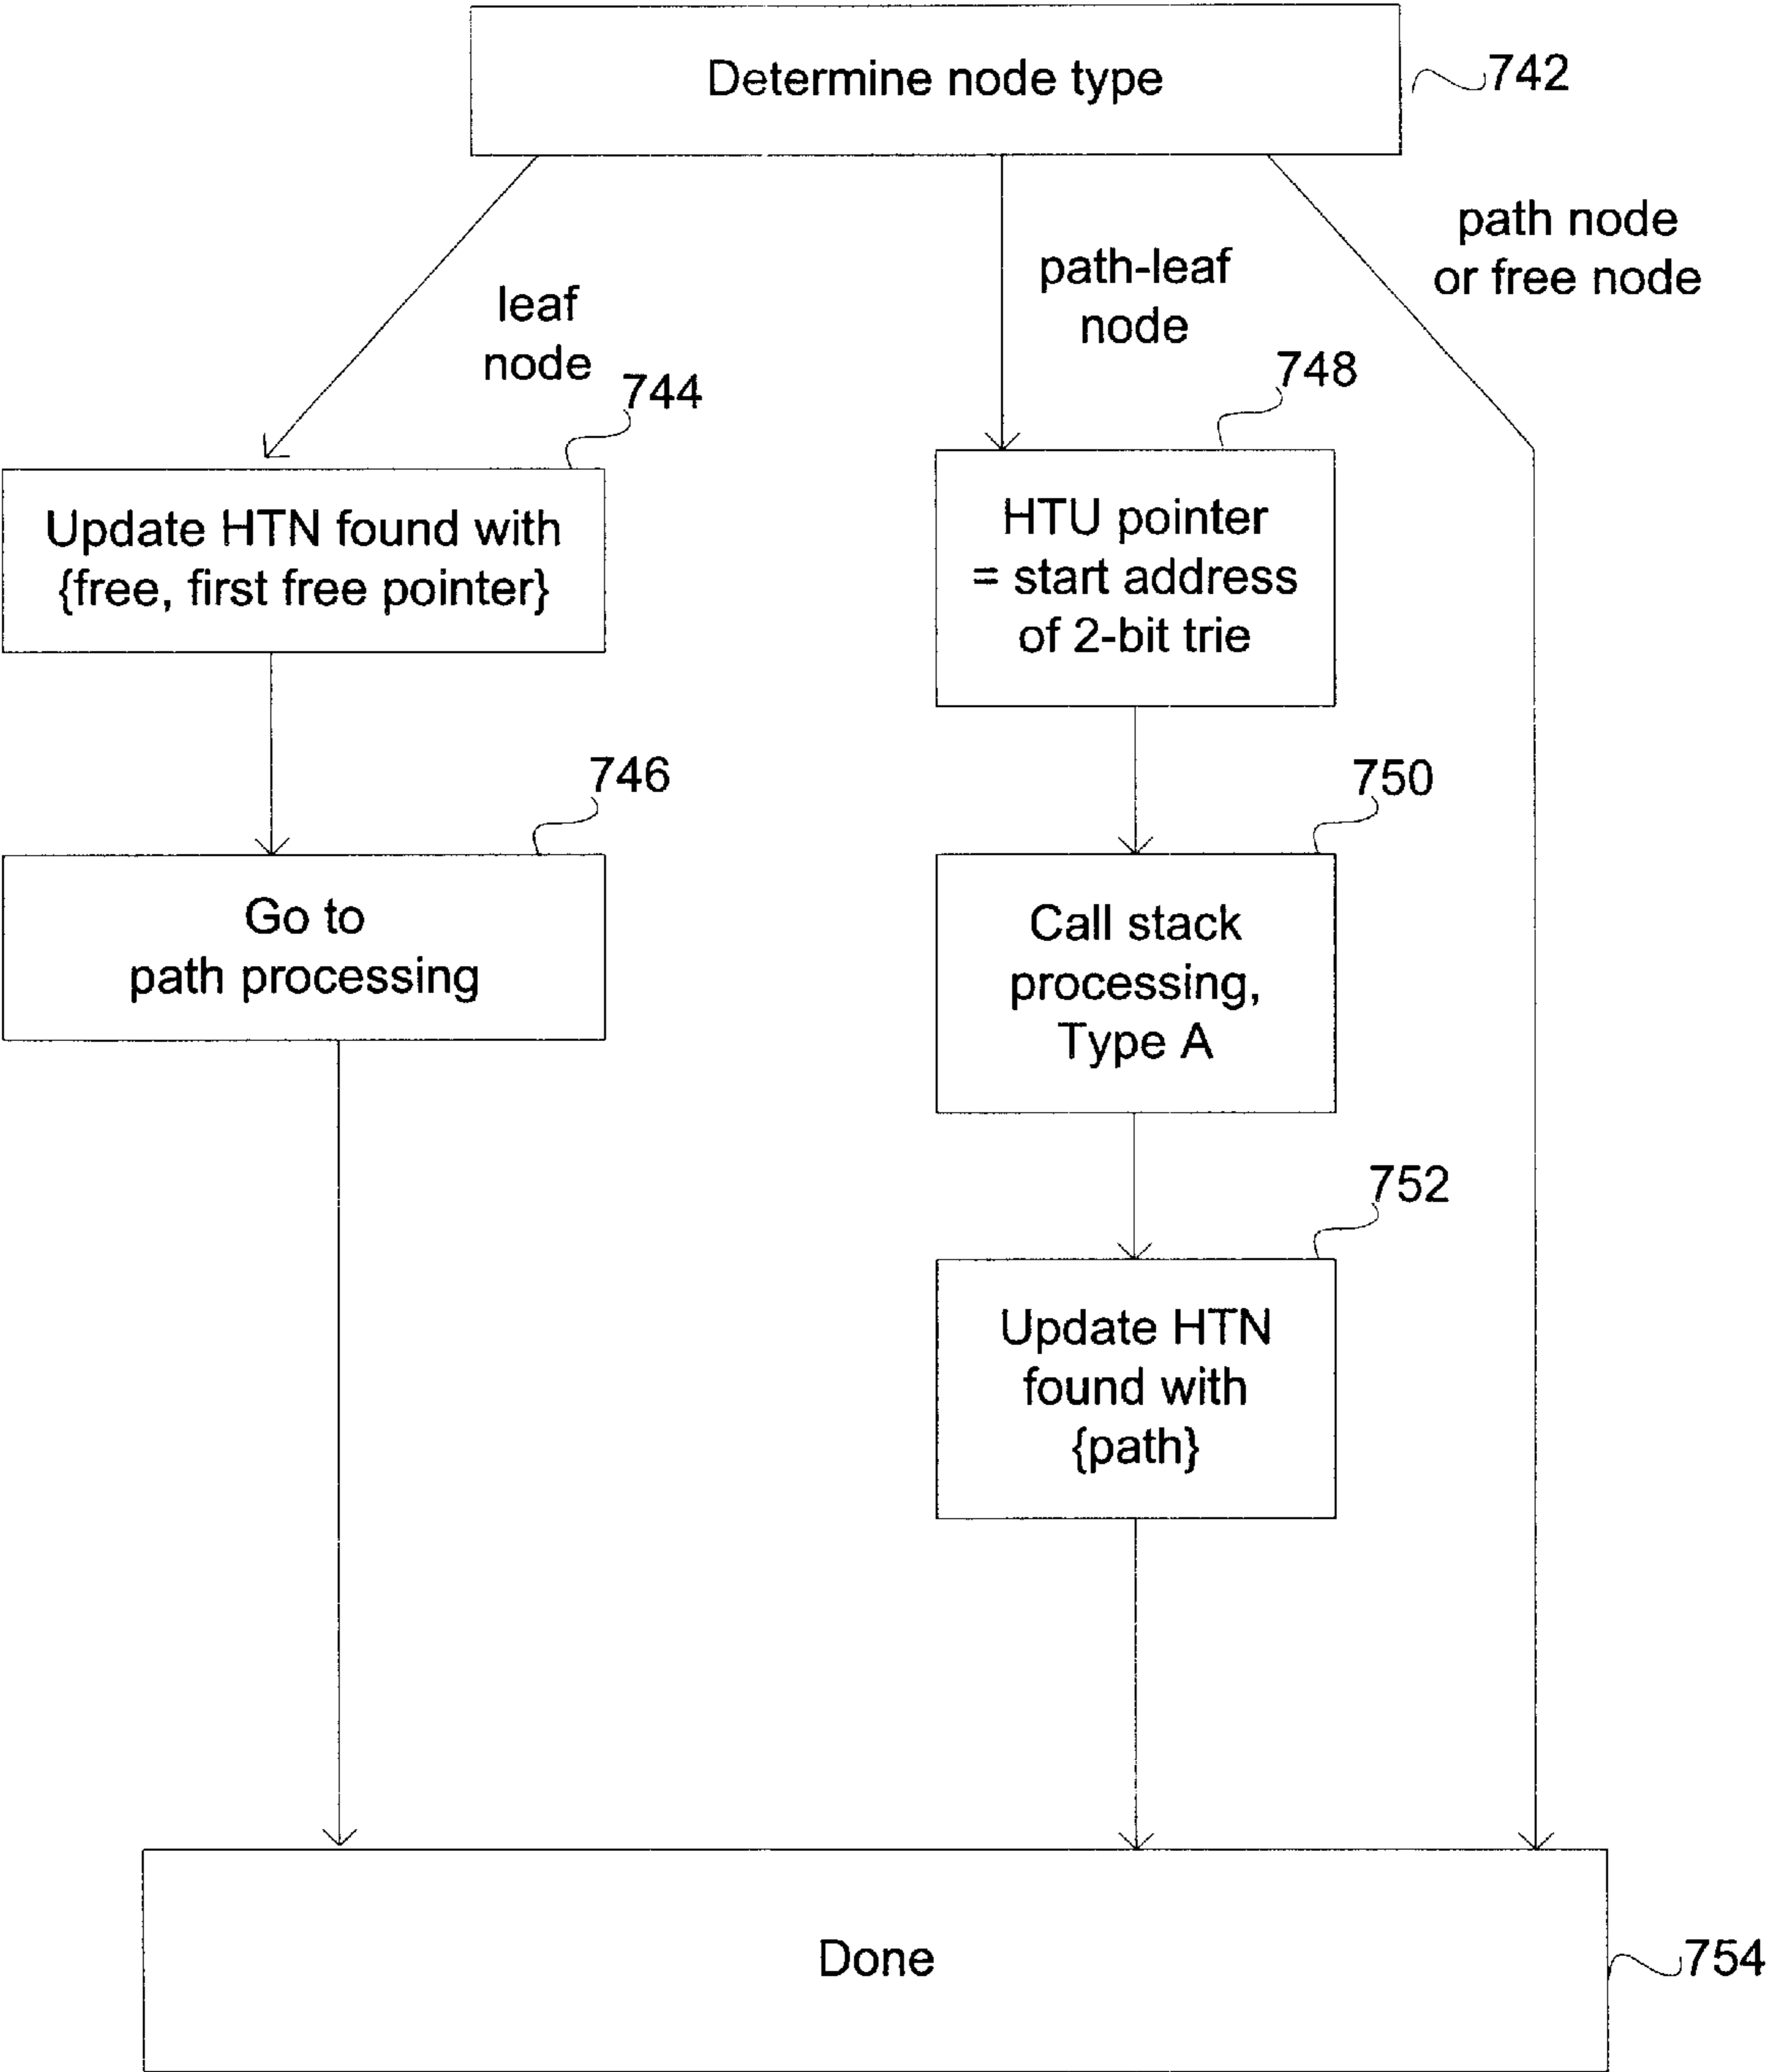 Determine node type
742
path node
or free node
path-leaf
node
leaf
node
744
748
Update HTN found with
{free, first free pointer}
HTU pointer
= start address
of 2-bit trie
746
750
Go to
path processing
Call stack
processing,
Type A
752
Update HTN
found with
{path}
Done
754